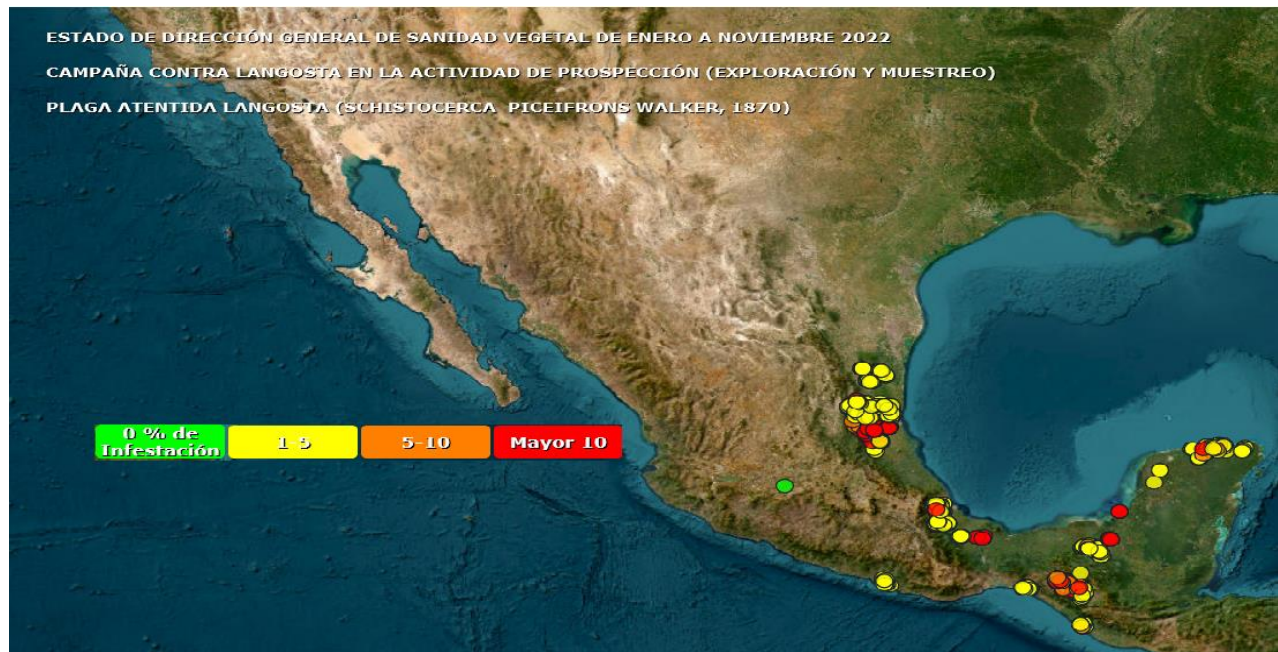 ESTADO DE DIRECCIÓN GENERAL DE SANIDAD VEGETAL DE ENERO A NOVIEMBRE 2022
CAMPAÑA CONTRA LANGOSTA EN LA ACTIVIDAD DE PROSPECCIÓN (EXPLORACIÓN Y MUESTREO)
PLAGA ATENTIDA LANGOSTA (SCHISTOCERCA PICEIFRONS WALKER, 1870)
0 % de
Infestación
1-5
5-10
Mayor 10